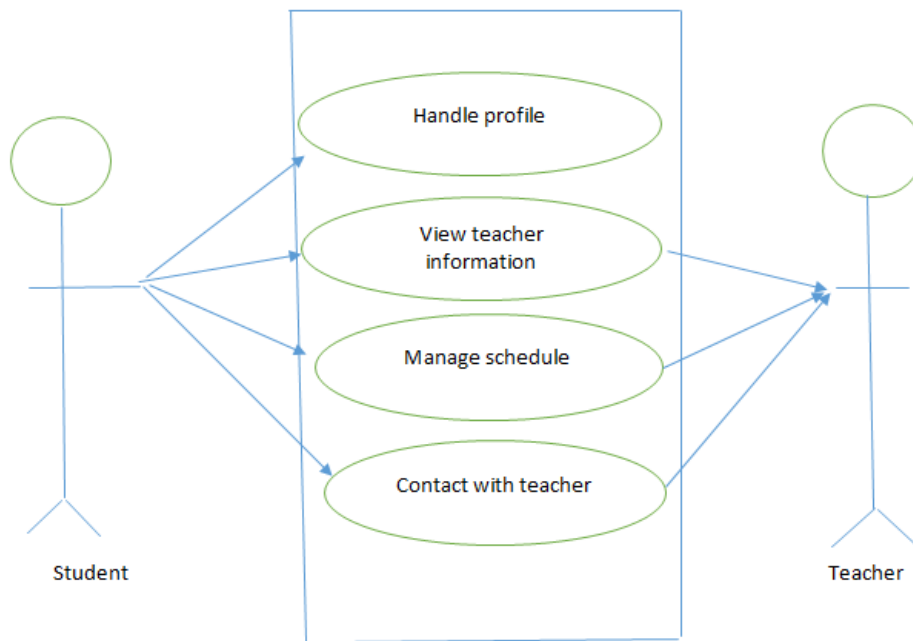 Handle profile
View teacher
information
Manage schedule
Contact with teacher
Student
Teacher